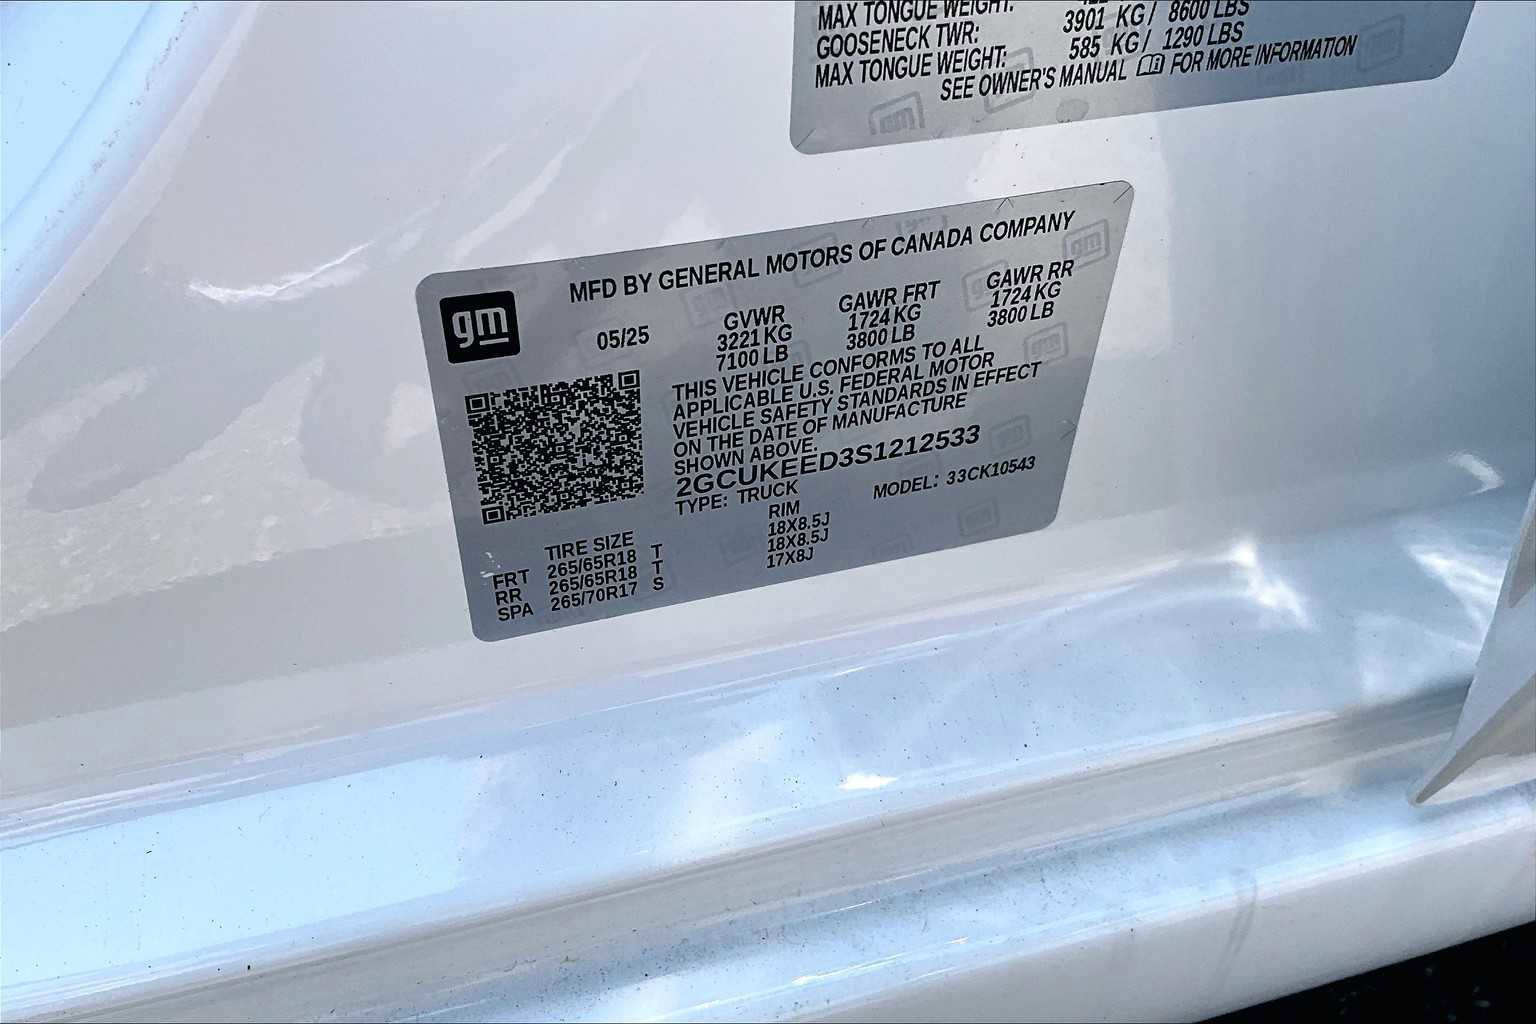 MAX TONGUE WEIGHT:
GOOSENECK TWR: 3901 KG/ 8600 LBS
MAX TONGUE WEIGHT: 585 KG/ 1290 LBS
SEE OWNER'S MANUAL FOR MORE INFORMATION
MFD BY GENERAL MOTORS OF CANADA COMPANY
gm
05/25
GVWR GAWR FRT GAWR RR
3221 KG 1724 KG 1724 KG
7100 LB 3800 LB 3800 LB
THIS VEHICLE CONFORMS TO ALL
APPLICABLE U.S. FEDERAL MOTOR
VEHICLE SAFETY STANDARDS IN EFFECT
ON THE DATE OF MANUFACTURE
SHOWN ABOVE.
2GCUKEED3S1212533
TYPE: TRUCK MODEL: 33CK10543
TIRE SIZE RIM
FRT 265/65R18 T 18X8.5J
RR 265/65R18 T 18X8.5J
SPA 265/70R17 S 17X8J